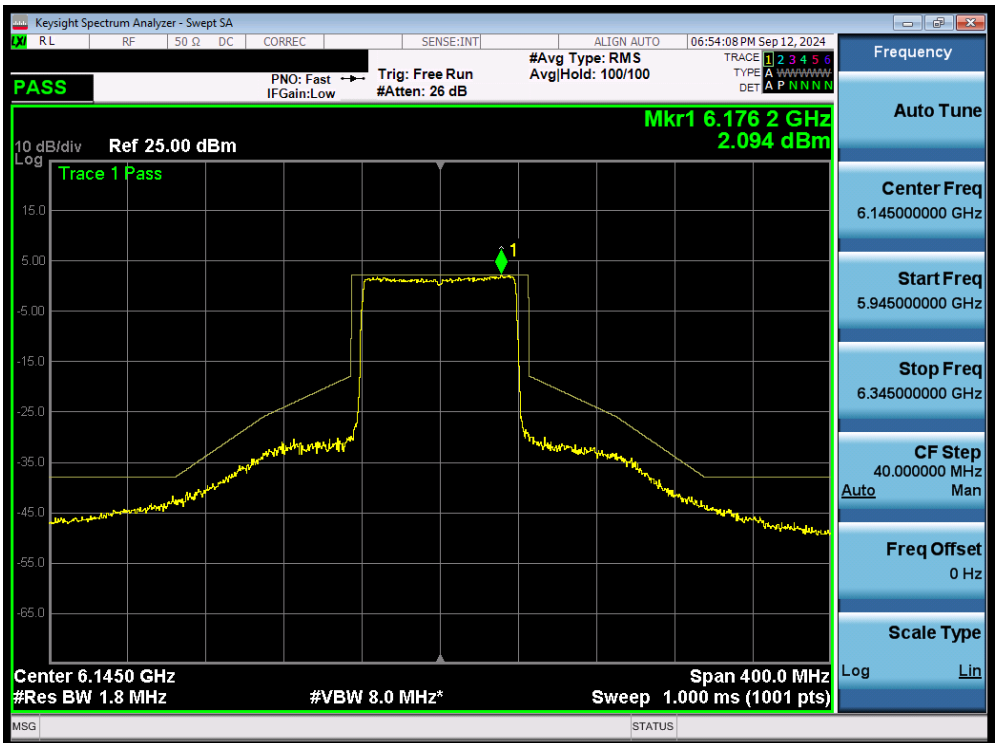 Keysight Spectrum Analyzer - Swept SA
LXI RL RF 50 Ω DC CORREC SENSE:INT ALIGN AUTO 06:54:08 PM Sep 12, 2024
PASS
PNO: Fast
IFGain:Low
Trig: Free Run
#Atten: 26 dB
#Avg Type: RMS
Avg|Hold: 100/100
TRACE 1 2 3 4 5 6
TYPE A WWWWW
DET A P N N N N
Mkr1 6.176 2 GHz
2.094 dBm
10 dB/div Ref 25.00 dBm
Log
Trace 1 Pass
15.0
5.00
-5.00
-15.0
-25.0
-35.0
-45.0
-55.0
-65.0
1
Center 6.1450 GHz Span 400.0 MHz
#Res BW 1.8 MHz #VBW 8.0 MHz* Sweep 1.000 ms (1001 pts)
MSG STATUS
Frequency
Auto Tune
Center Freq
6.145000000 GHz
Start Freq
5.945000000 GHz
Stop Freq
6.345000000 GHz
CF Step
40.000000 MHz
Auto Man
Freq Offset
0 Hz
Scale Type
Log Lin